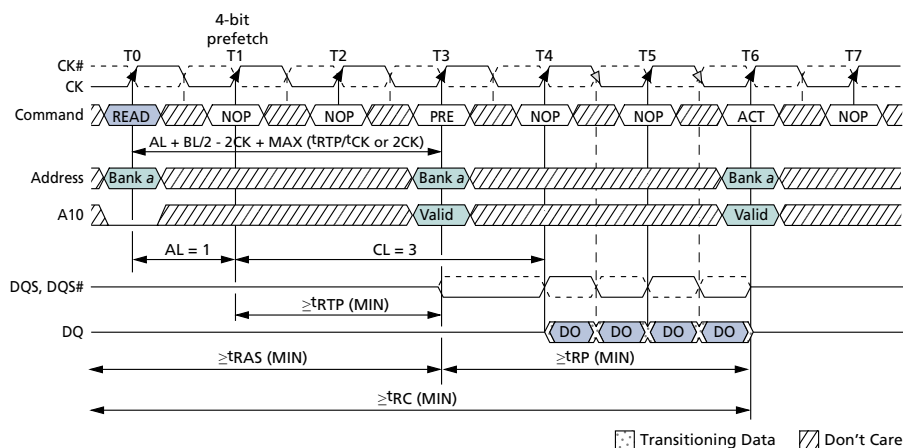 4-bit
prefetch
T0 T1 T2 T3 T4 T5 T6 T7
CK#
CK
Command READ NOP NOP PRE NOP NOP ACT NOP
AL + BL/2 - 2CK + MAX (tRTP/tCK or 2CK)
Address Bank a Bank a Bank a
A10 Valid Valid
AL = 1 CL = 3
DQS, DQS#
≥tRTP (MIN)
DQ DO DO DO DO
≥tRAS (MIN) ≥tRP (MIN)
≥tRC (MIN)
Transitioning Data Don't Care